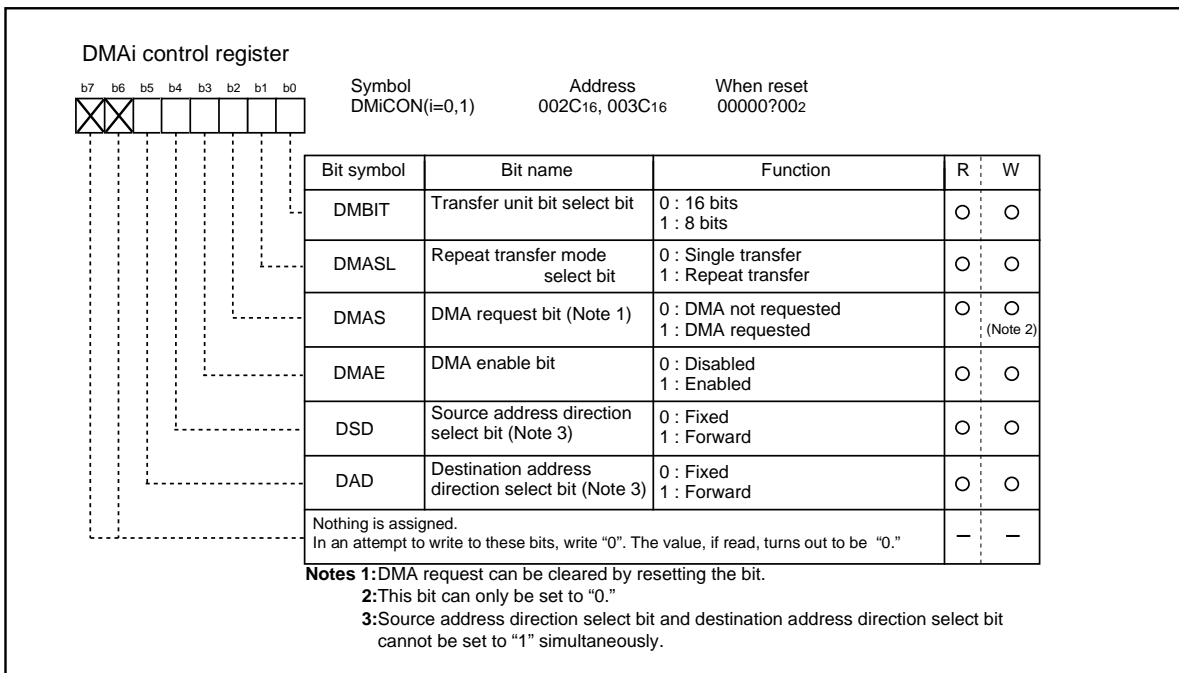 DMAi control register
b7 b6 b5 b4 b3 b2 b1 b0
Symbol Address When reset
DMiCON(i=0,1) 002C16, 003C16 00000?002
Bit symbol Bit name Function R W
DMBIT Transfer unit bit select bit 0 : 16 bits
1 : 8 bits
DMASL Repeat transfer mode select bit 0 : Single transfer
1 : Repeat transfer
DMAS DMA request bit (Note 1) 0 : DMA not requested
1 : DMA requested (Note 2)
DMAE DMA enable bit 0 : Disabled
1 : Enabled
DSD Source address direction select bit (Note 3) 0 : Fixed
1 : Forward
DAD Destination address direction select bit (Note 3) 0 : Fixed
1 : Forward
Nothing is assigned.
In an attempt to write to these bits, write “0”. The value, if read, turns out to be “0.”
Notes 1:DMA request can be cleared by resetting the bit.
2:This bit can only be set to “0.”
3:Source address direction select bit and destination address direction select bit
cannot be set to “1” simultaneously.